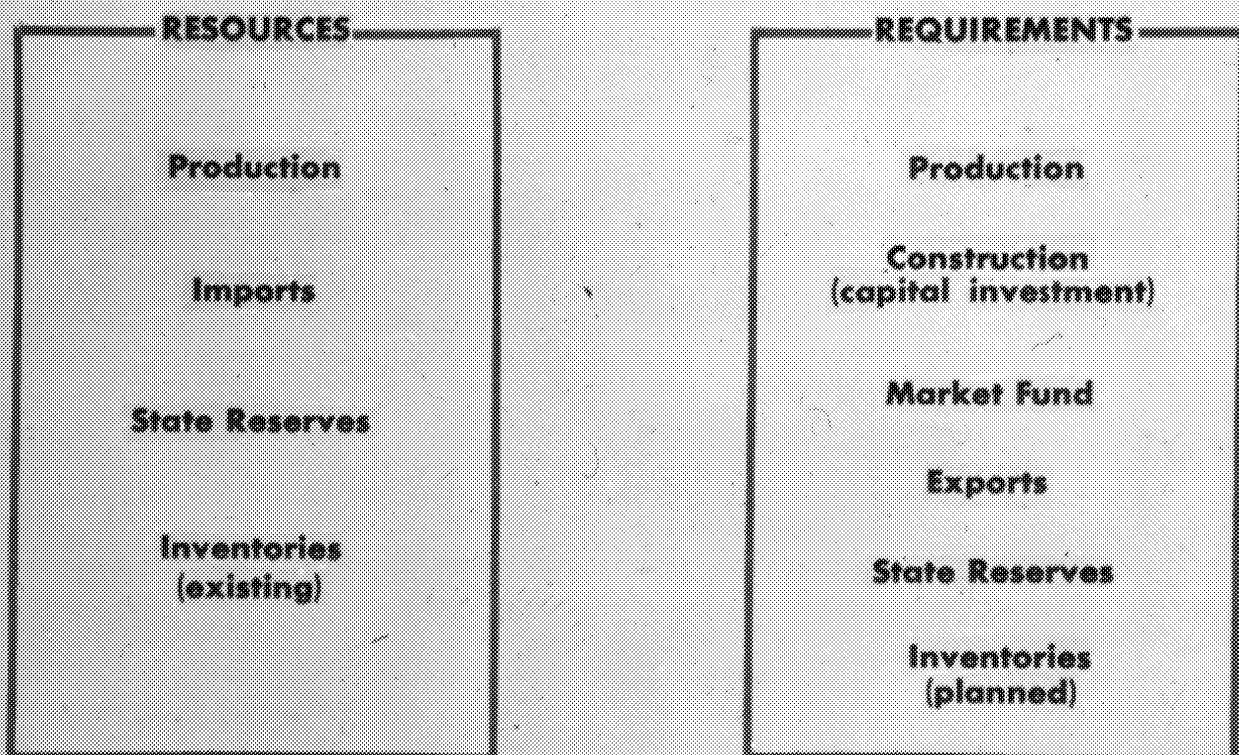 RESOURCES
Production
Imports
State Reserves
Inventories
(existing)
REQUIREMENTS
Production
Construction
(capital investment)
Market Fund
Exports
State Reserves
Inventories
(planned)